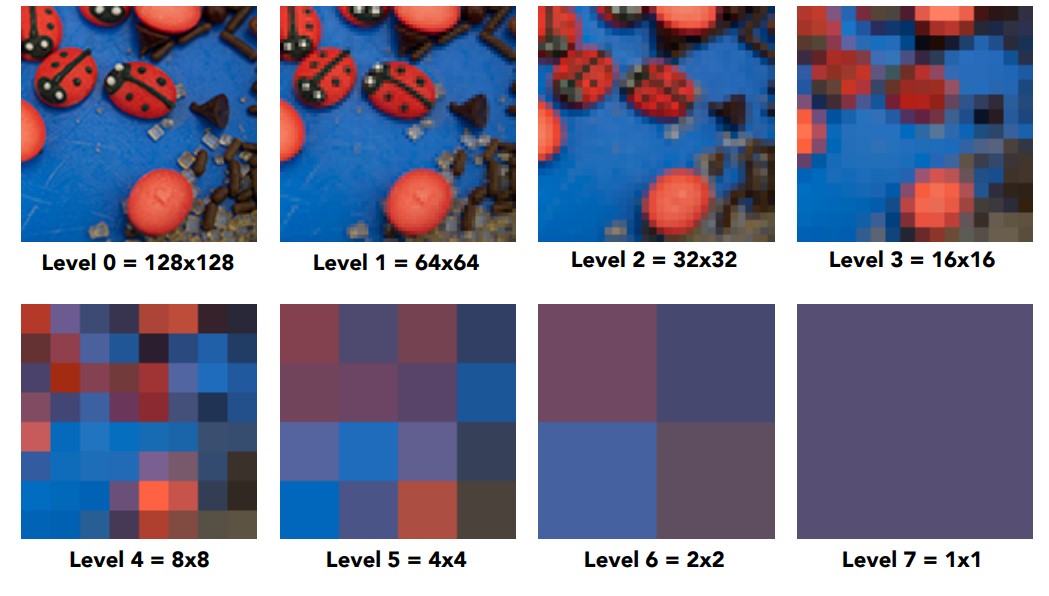 Level 0 = 128x128
Level 1 = 64x64
Level 2 = 32x32
Level 3 = 16x16
Level 4 = 8x8
Level 5 = 4x4
Level 6 = 2x2
Level 7 = 1x1